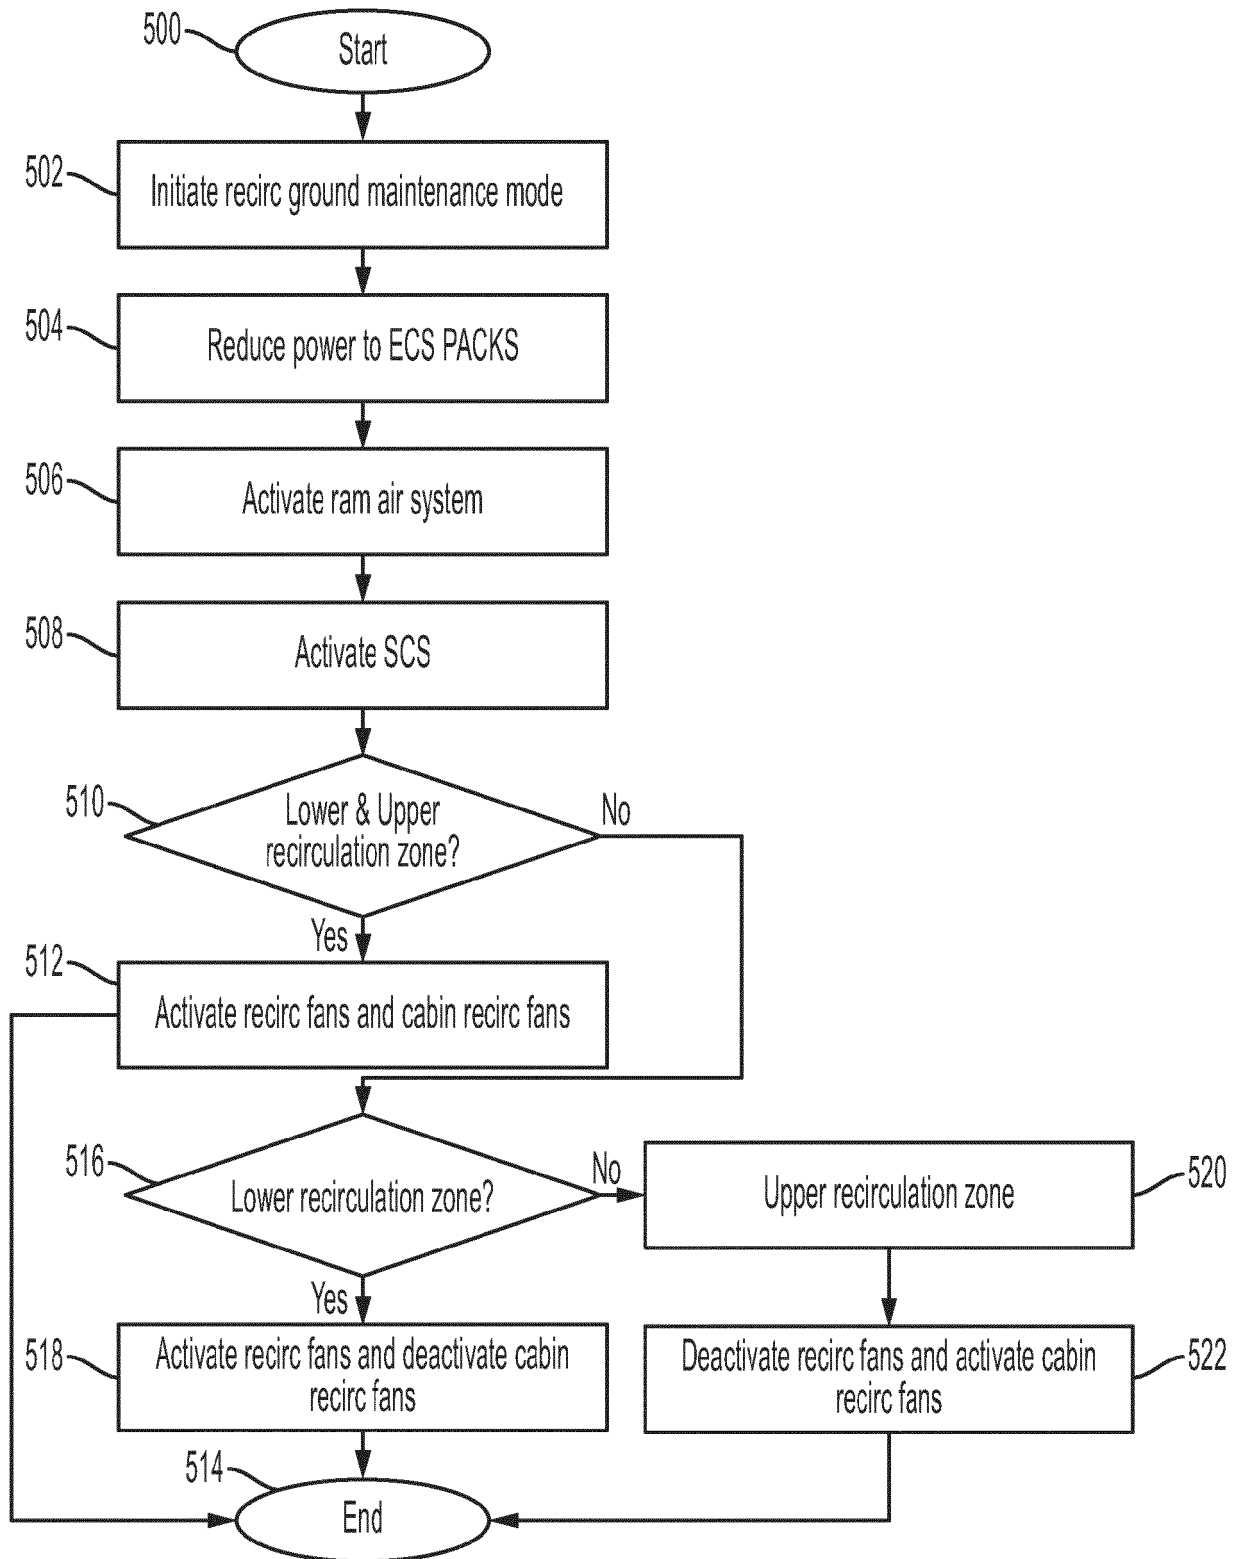 500
Start
502
Initiate recirc ground maintenance mode
504
Reduce power to ECS PACKS
506
Activate ram air system
508
Activate SCS
510
Lower & Upper
recirculation zone?
No
Yes
512
Activate recirc fans and cabin recirc fans
516
Lower recirculation zone?
No
Upper recirculation zone
520
Yes
518
Activate recirc fans and deactivate cabin
recirc fans
Deactivate recirc fans and activate cabin
recirc fans
522
514
End